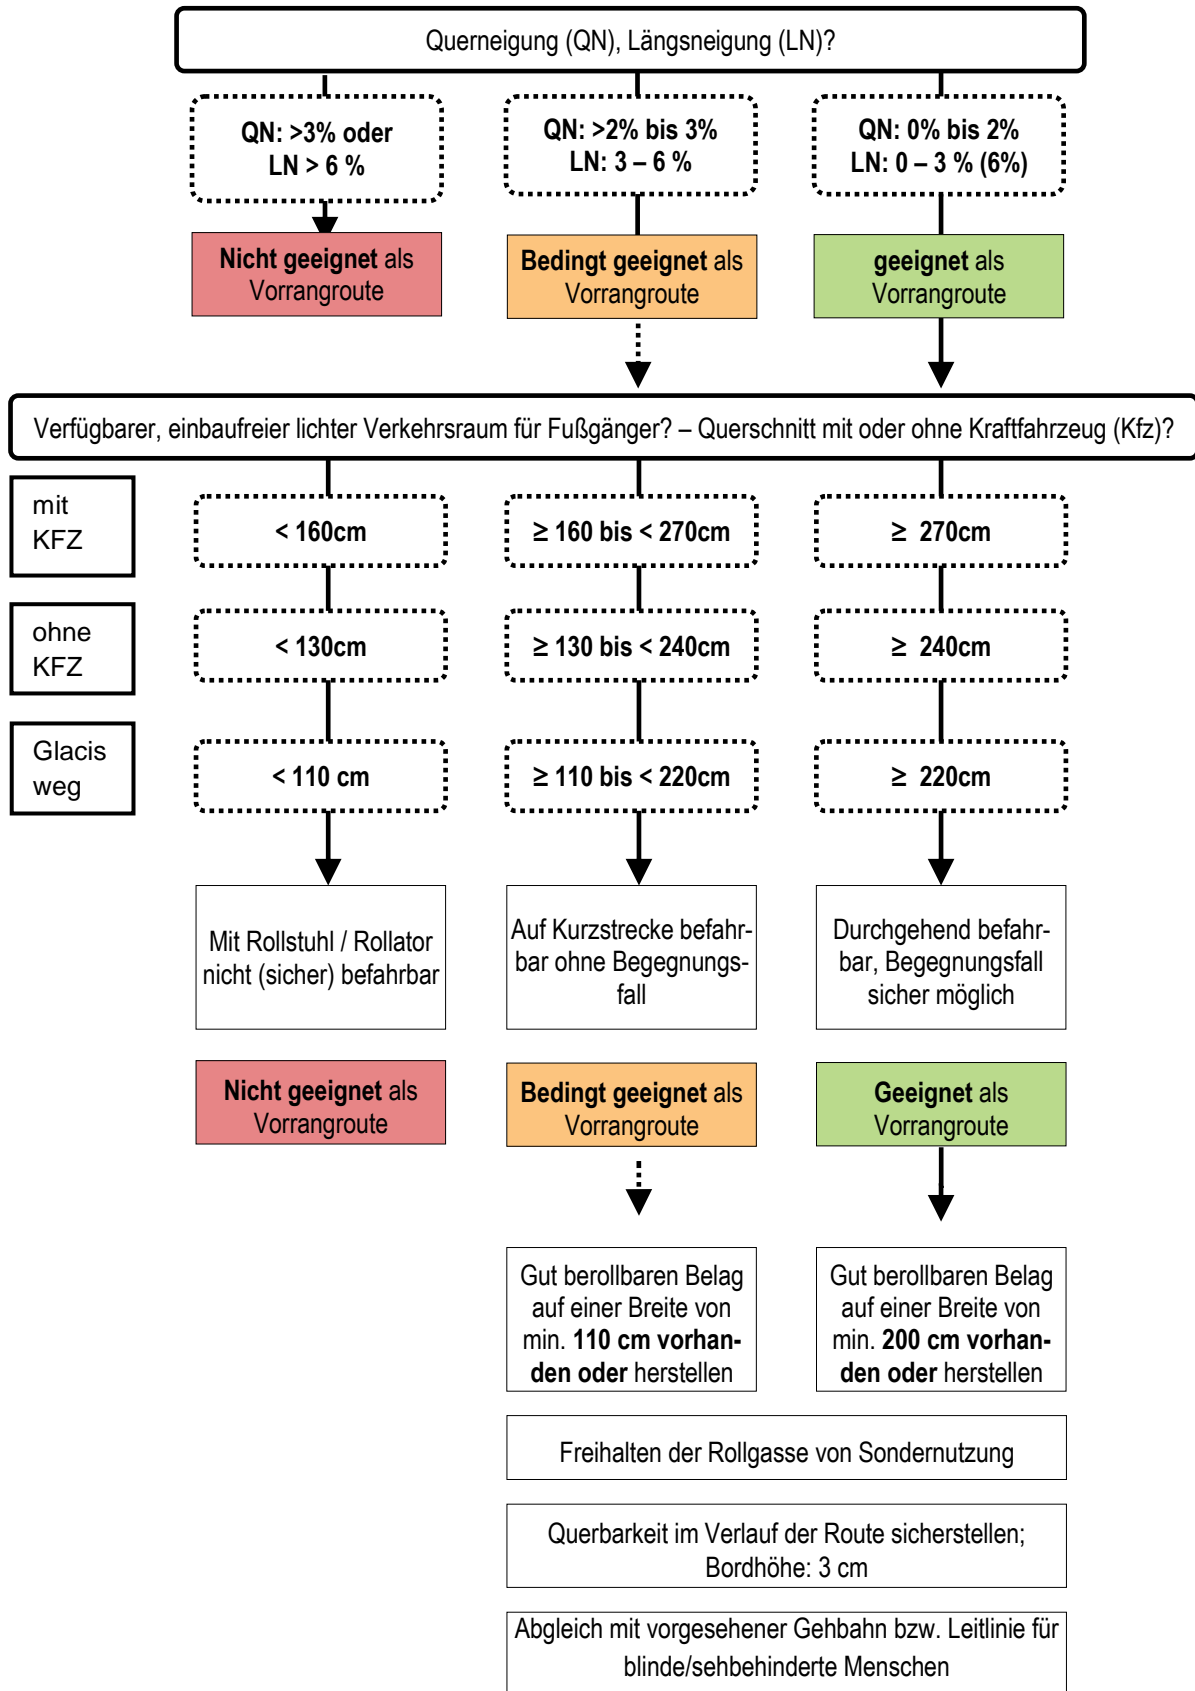 Querneigung (QN), Längsneigung (LN)?
QN: >3% oder
LN > 6 %
QN: >2% bis 3%
LN: 3 – 6 %
QN: 0% bis 2%
LN: 0 – 3 % (6%)
Nicht geeignet als
Vorrangroute
Bedingt geeignet als
Vorrangroute
geeignet als
Vorrangroute
Verfügbarer, einbaufreier lichter Verkehrsraum für Fußgänger? – Querschnitt mit oder ohne Kraftfahrzeug (Kfz)?
mit
KFZ
< 160cm
≥ 160 bis < 270cm
≥ 270cm
ohne
KFZ
< 130cm
≥ 130 bis < 240cm
≥ 240cm
Glacis
weg
< 110 cm
≥ 110 bis < 220cm
≥ 220cm
Mit Rollstuhl / Rollator
nicht (sicher) befahrbar
Auf Kurzstrecke befahr-
bar ohne Begegnungs-
fall
Durchgehend befahr-
bar, Begegnungsfall
sicher möglich
Nicht geeignet als
Vorrangroute
Bedingt geeignet als
Vorrangroute
Geeignet als
Vorrangroute
Gut berollbaren Belag
auf einer Breite von
min. 110 cm vorhan-
den oder herstellen
Gut berollbaren Belag
auf einer Breite von
min. 200 cm vorhan-
den oder herstellen
Freihalten der Rollgasse von Sondernutzung
Querbarkeit im Verlauf der Route sicherstellen;
Bordhöhe: 3 cm
Abgleich mit vorgesehener Gehbahn bzw. Leitlinie für
blinde/sehbehinderte Menschen